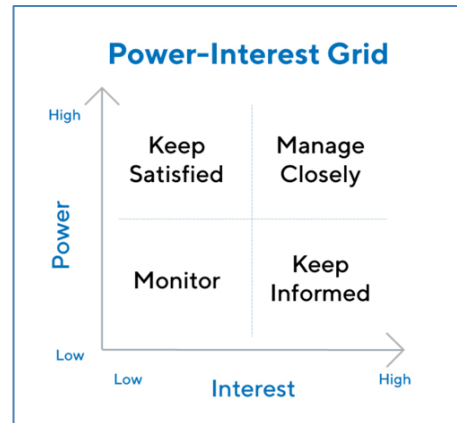 Power-Interest Grid
High
Keep
Satisfied
Manage
Closely
Power
Monitor
Keep
Informed
Low
Low
Interest
High